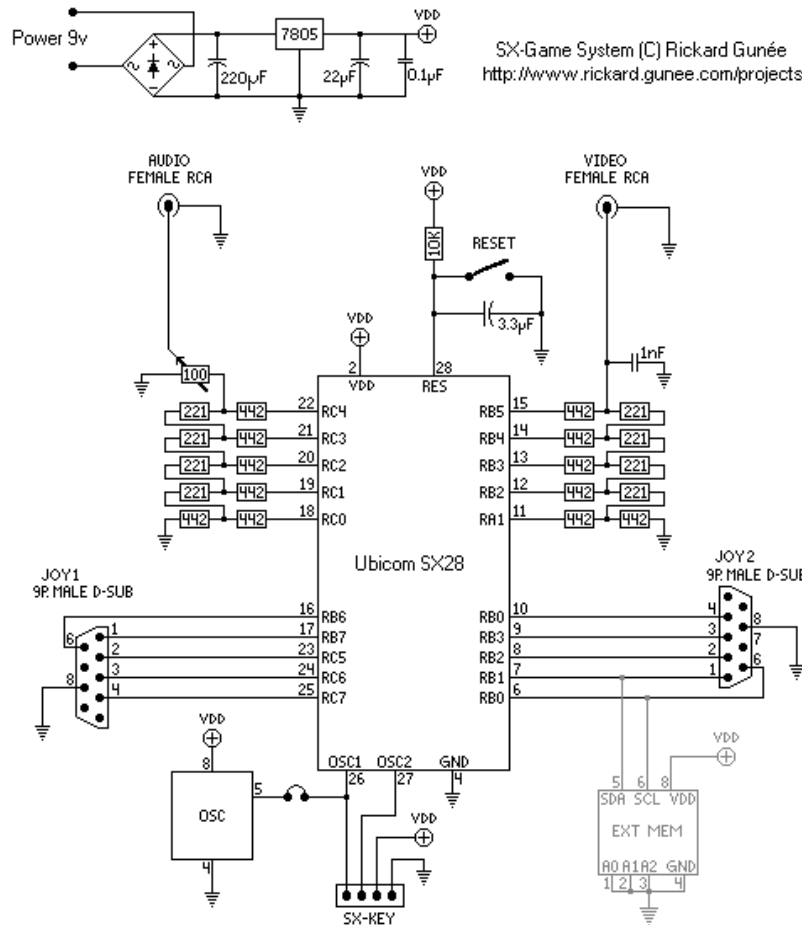 Power 9v
7805
VDD
220µF
22µF
0.1µF
SX-Game System (C) Rickard Gunée
http://www.rickard.gunee.com/projects
AUDIO
FEMALE RCA
VDD
VIDEO
FEMALE RCA
10K
RESET
3.3µF
VDD
1nF
100
2
VDD
28
RES
221 442 22 RC4
RB5 15 442 221
221 442 21 RC3
RB4 14 442 221
221 442 20 RC2
RB3 13 442 221
221 442 19 RC1
RB2 12 442 221
442 442 18 RC0
RA1 11 442 442
Ubicom SX28
JOY1
9P. MALE D-SUB
JOY2
9P. MALE D-SUB
6
1
2
3
8
4
16 RB6
17 RB7
23 RC5
24 RC6
25 RC7
RB0 10
RB3 9
RB2 8
RB1 7
RB0 6
4
3
2
1
8
7
6
VDD
8
OSC
5
4
OSC1
26
OSC2
27
GND
4
VDD
SX-KEY
VDD
5 6 8
SDA SCL VDD
EXT MEM
A0 A1 A2 GND
1 2 3 4